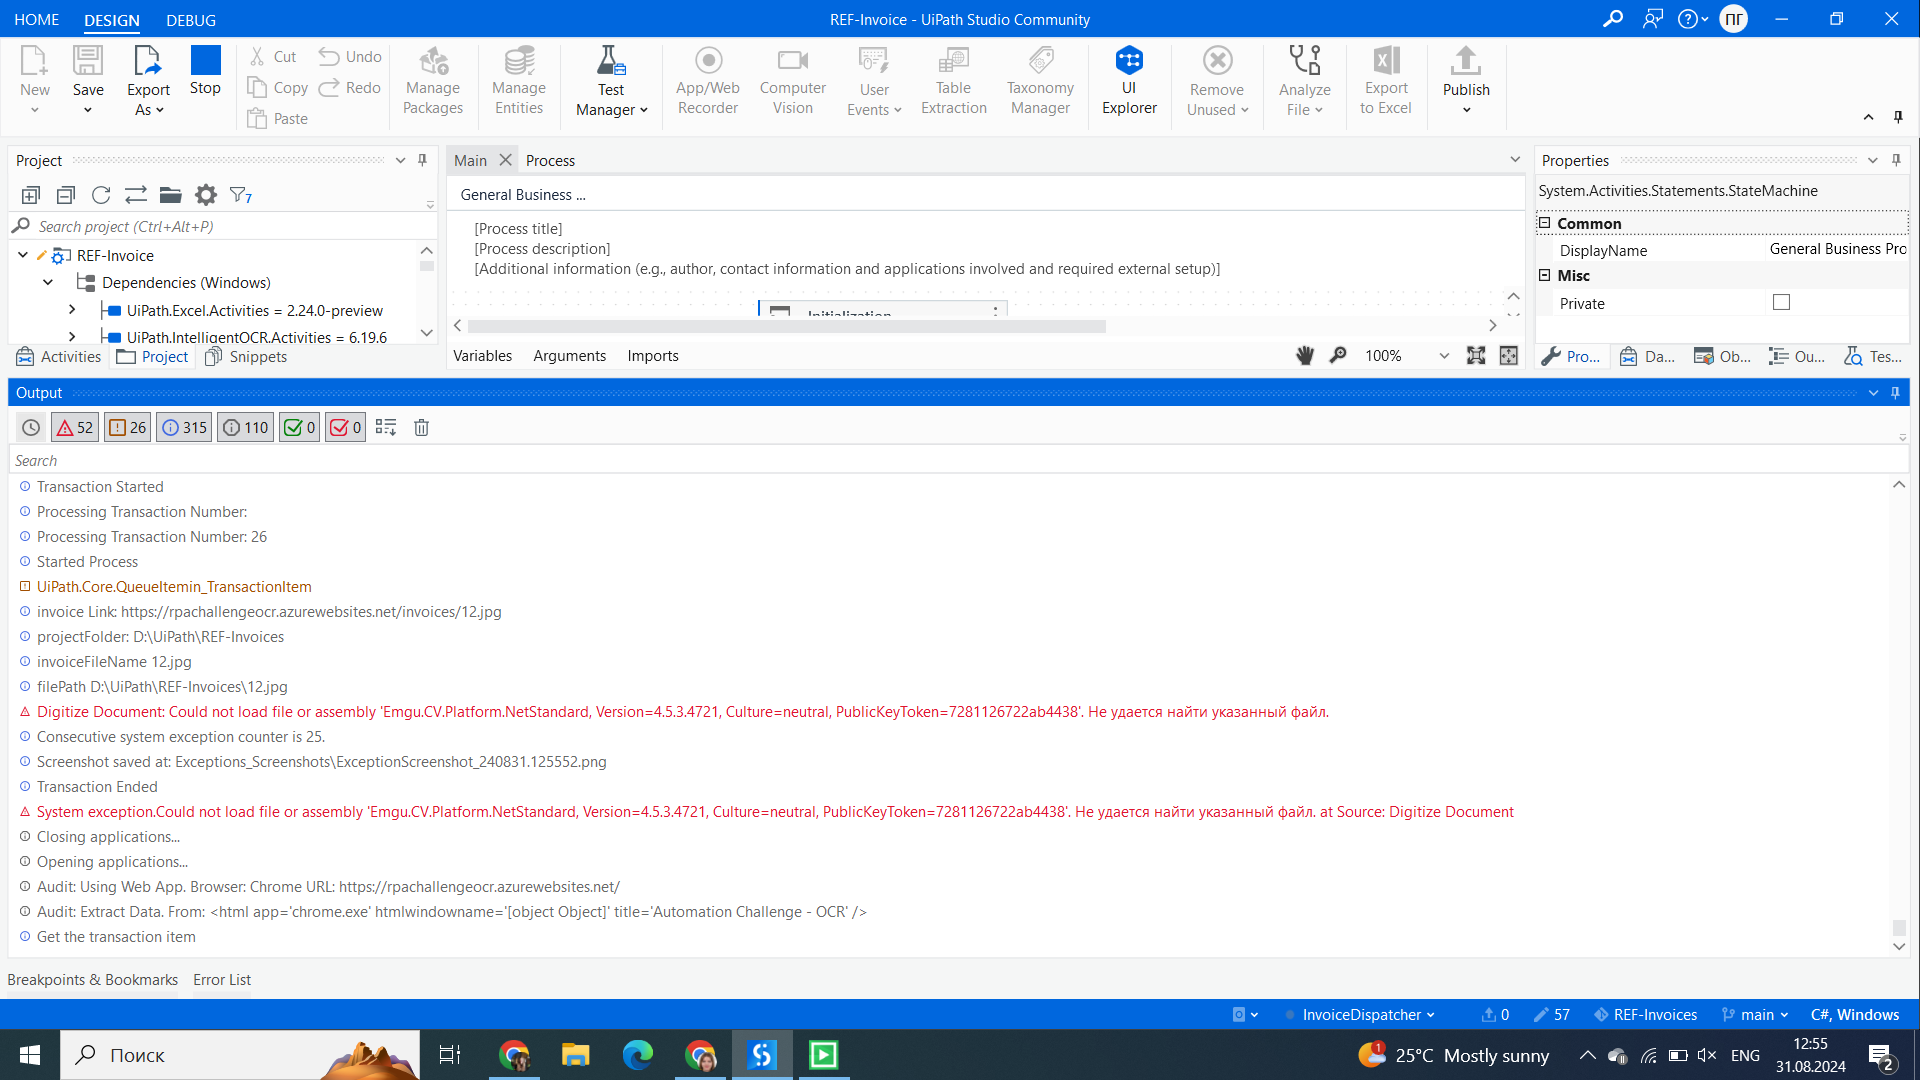 HOME DESIGN DEBUG REF-Invoice - UiPath Studio Community ПГ
New Save Export As Stop Cut Copy Paste Undo Redo Manage Packages Manage Entities Test Manager App/Web Recorder Computer Vision User Events Table Extraction Taxonomy Manager UI Explorer Remove Unused Analyze File Export to Excel Publish
Project
7
Search project (Ctrl+Alt+P)
REF-Invoice
Dependencies (Windows)
UiPath.Excel.Activities = 2.24.0-preview
UiPath.IntelligentOCR.Activities = 6.19.6
Activities Project Snippets
Main Process
General Business ...
[Process title]
[Process description]
[Additional information (e.g., author, contact information and applications involved and required external setup)]
Initialization
Variables Arguments Imports 100%
Properties
System.Activities.Statements.StateMachine
Common
DisplayName General Business Pro
Misc
Private
Pro... Da... Ob... Ou... Tes...
Output
52 26 315 110 0 0
Search
Transaction Started
Processing Transaction Number:
Processing Transaction Number: 26
Started Process
UiPath.Core.QueueItemin_TransactionItem
invoice Link: https://rpachallengeocr.azurewebsites.net/invoices/12.jpg
projectFolder: D:\UiPath\REF-Invoices
invoiceFileName 12.jpg
filePath D:\UiPath\REF-Invoices\12.jpg
Digitize Document: Could not load file or assembly 'Emgu.CV.Platform.NetStandard, Version=4.5.3.4721, Culture=neutral, PublicKeyToken=7281126722ab4438'. Не удается найти указанный файл.
Consecutive system exception counter is 25.
Screenshot saved at: Exceptions_Screenshots\ExceptionScreenshot_240831.125552.png
Transaction Ended
System exception.Could not load file or assembly 'Emgu.CV.Platform.NetStandard, Version=4.5.3.4721, Culture=neutral, PublicKeyToken=7281126722ab4438'. Не удается найти указанный файл. at Source: Digitize Document
Closing applications...
Opening applications...
Audit: Using Web App. Browser: Chrome URL: https://rpachallengeocr.azurewebsites.net/
Audit: Extract Data. From: <html app='chrome.exe' htmlwindowname='[object Object]' title='Automation Challenge - OCR' />
Get the transaction item
Breakpoints & Bookmarks Error List
InvoiceDispatcher 0 57 REF-Invoices main C#, Windows
Поиск 1 25°C Mostly sunny ENG 12:55 31.08.2024 2